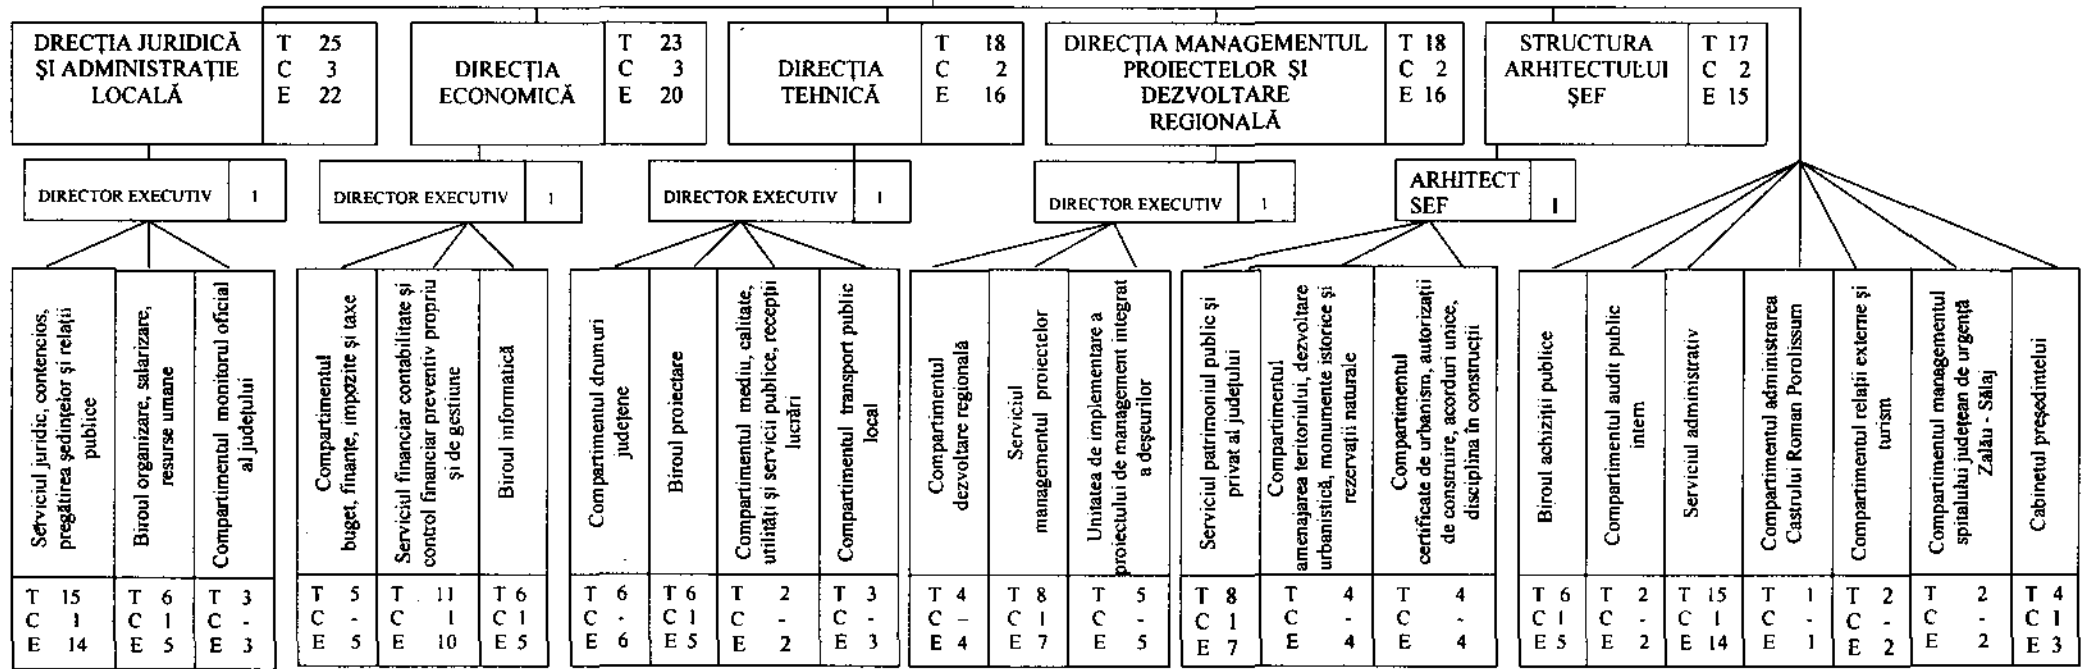 DRECȚIA JURIDICĂ
ȘI ADMINISTRAȚIE
LOCALĂ
T 25
C 3
E 22
DIRECȚIA
ECONOMICĂ
T 23
C 3
E 20
DIRECȚIA
TEHNICĂ
T 18
C 2
E 16
DIRECȚIA MANAGEMENTUL
PROIECTELOR ȘI
DEZVOLTARE
REGIONALĂ
T 18
C 2
E 16
STRUCTURA
ARHITECTULUI
ȘEF
T 17
C 2
E 15
DIRECTOR EXECUTIV 1
DIRECTOR EXECUTIV 1
DIRECTOR EXECUTIV 1
DIRECTOR EXECUTIV 1
ARHITECT
SEF 1
Serviciul juridic, contencios,
pregătirea ședințelor și relații
publice
T 15
C 1
E 14
Biroul organizare, salarizare,
resurse umane
T 6
C 1
E 5
Compartimentul monitorul oficial
al județului
T 3
C -
E 3
Compartimentul
buget, finanțe, impozite și taxe
T 5
C -
E 5
Serviciul financiar contabilitate și
control financiar preventiv propriu
și de gestiune
T 11
C 1
E 10
Biroul informatică
T 6
C 1
E 5
Compartimentul drumuri
județene
T 6
C -
E 6
Biroul proiectare
T 6
C 1
E 5
Compartimentul mediu, calitate,
utilități și servicii publice, recepții
lucrări
T 2
C -
E 2
Compartimentul transport public
local
T 3
C -
E 3
Compartimentul
dezvoltare regională
T 4
C –
E 4
Serviciul
managementul proiectelor
T 8
C 1
E 7
Unitatea de implementare a
proiectului de management integrat
a deșeurilor
T 5
C -
E 5
Serviciul patrimoniul public și
privat al județului
T 8
C 1
E 7
Compartimentul
amenajarea teritoriului, dezvoltare
urbanistică, monumente istorice și
rezervații naturale
T 4
C -
E 4
Compartimentul
certificate de urbanism, autorizații
de construire, acorduri unice,
disciplina în construcții
T 4
C -
E 4
Biroul achiziții publice
T 6
C 1
E 5
Compartimentul audit public
intern
T 2
C -
E 2
Serviciul administrativ
T 15
C 1
E 14
Compartimentul administrarea
Castrului Roman Porolissum
T 1
C -
E 1
Compartimentul relații externe și
turism
T 2
C -
E 2
Compartimentul managementul
spitalului județean de urgență
Zalău - Sălaj
T 2
C -
E 2
Cabinetul președintelui
T 4
C 1
E 3